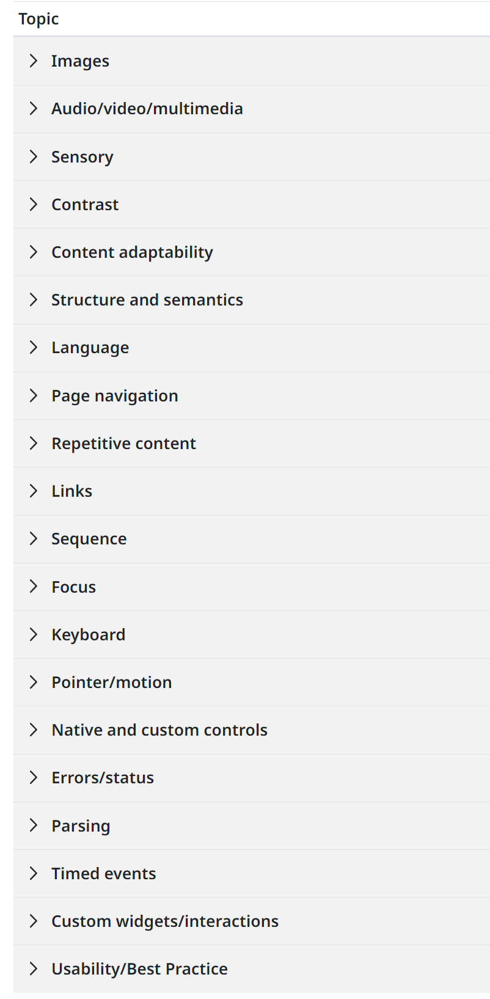 Topic
Images
Audio/video/multimedia
Sensory
Contrast
Content adaptability
Structure and semantics
Language
Page navigation
Repetitive content
Links
Sequence
Focus
Keyboard
Pointer/motion
Native and custom controls
Errors/status
Parsing
Timed events
Custom widgets/interactions
Usability/Best Practice